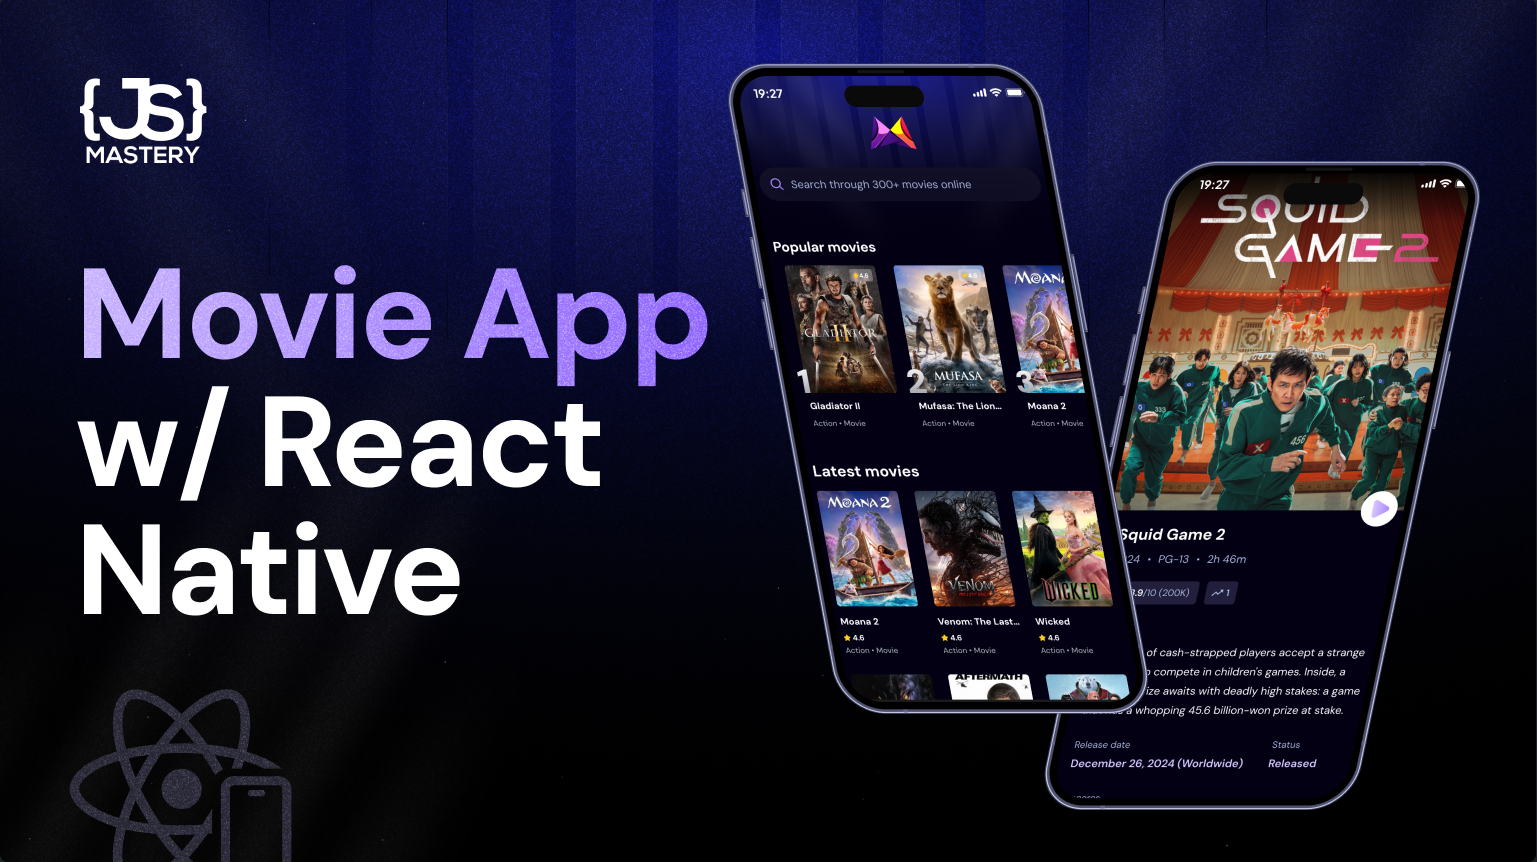 {JS}
MASTERY
Movie App
w/ React
Native
19:27
Search through 300+ movies online
Popular movies
4.6
4.6
GLADIATOR
II
MUFASA
MOANA
2
1
2
3
Gladiator II
Mufasa: The Lion...
Moana 2
Action • Movie
Action • Movie
Action • Movie
Latest movies
MOANA 2
VENOM
WICKED
Moana 2
Venom: The Last...
Wicked
4.6
4.6
4.6
Action • Movie
Action • Movie
Action • Movie
AFTERMATH
19:27
SQUID
GAME 2
333
456
Squid Game 2
24 • PG-13 • 2h 46m
.9/10 (200K)
1
of cash-strapped players accept a strange
compete in children's games. Inside, a
ize awaits with deadly high stakes: a game
a whopping 45.6 billion-won prize at stake.
Release date
Status
December 26, 2024 (Worldwide)
Released